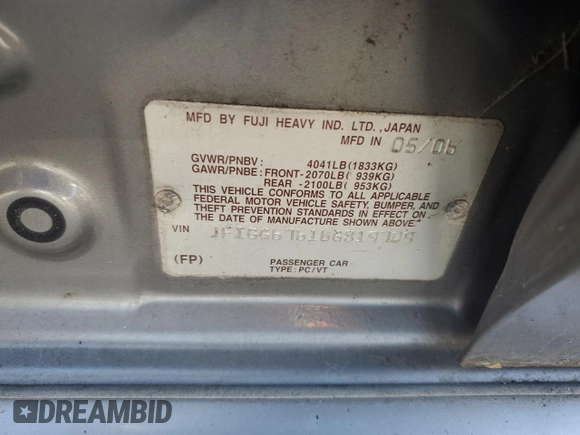 MFD BY FUJI HEAVY IND. LTD.,JAPAN
MFD IN 05/06
GVWR/PNBV : 4041LB(1833KG)
GAWR/PNBE:FRONT-2070LB( 939KG)
REAR -2100LB( 953KG)
THIS VEHICLE CONFORMS TO ALL APPLICABLE
FEDERAL MOTOR VEHICLE SAFETY, BUMPER, AND
THEFT PREVENTION STANDARDS IN EFFECT ON
THE DATE OF MANUFACTURE SHOWN ABOVE
VIN
(FP)
PASSENGER CAR
TYPE:PC/VT
DREAMBID